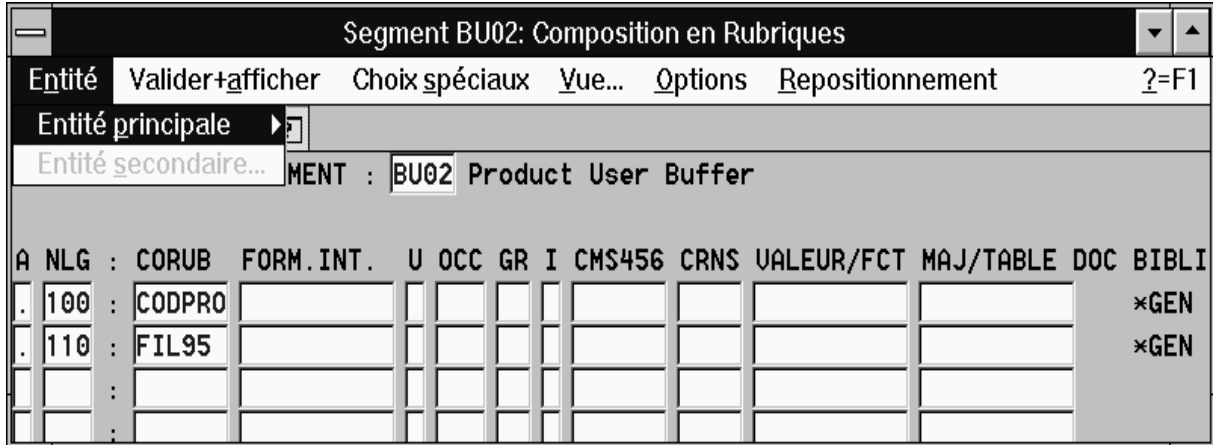 Segment BU02: Composition en Rubriques
Entité Valider+afficher Choix spéciaux Vue... Options Repositionnement ?=F1
Entité principale
Entité secondaire...
MENT : BU02 Product User Buffer
A NLG : CORUB FORM.INT. U OCC GR I CMS456 CRNS VALEUR/FCT MAJ/TABLE DOC BIBLI
. 100 : CODPRO *GEN
. 110 : FIL95 *GEN
:
: